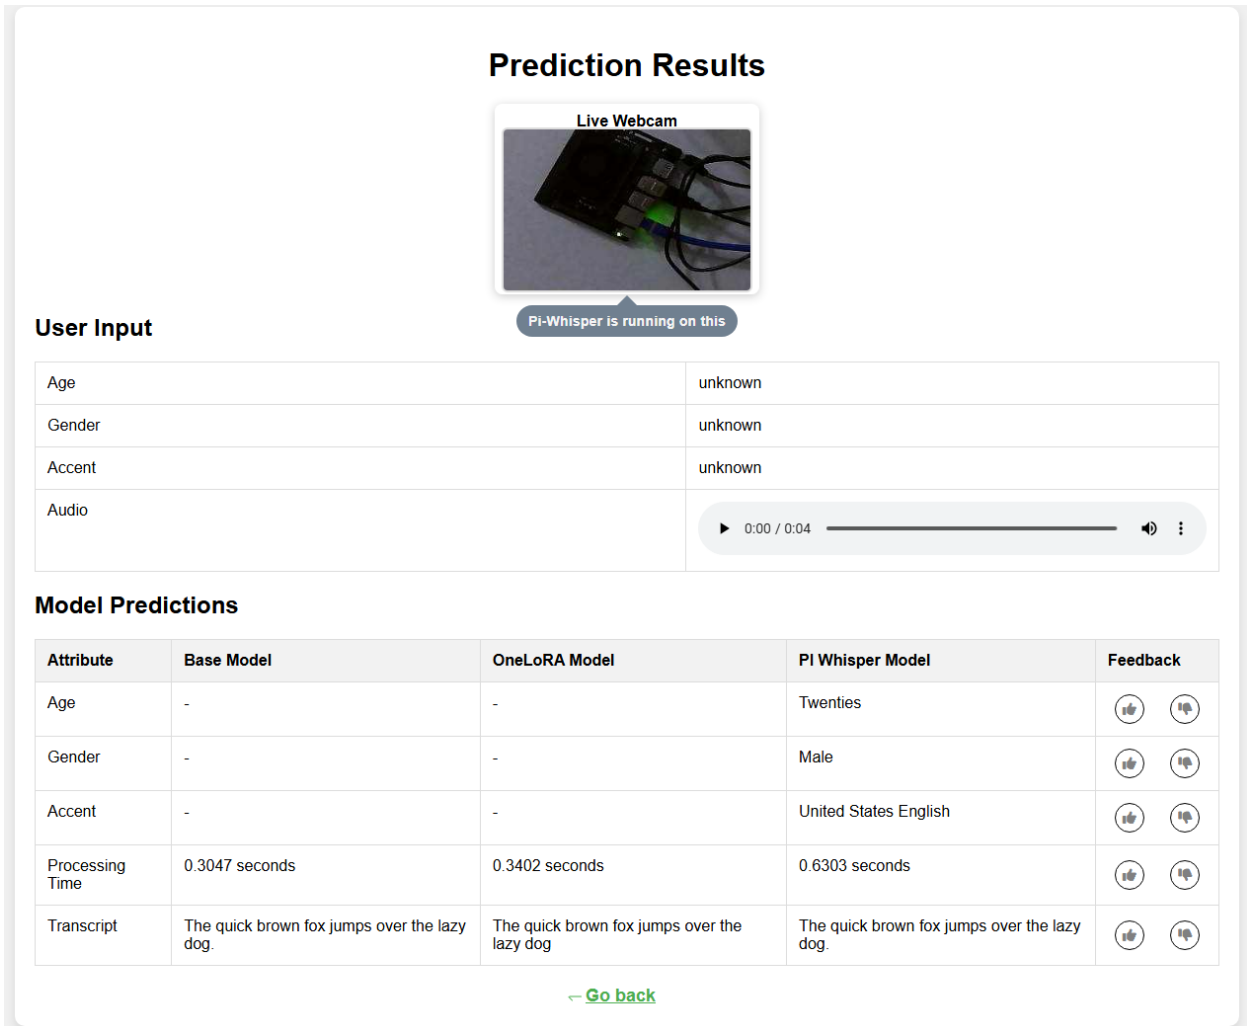 Prediction Results
Live Webcam
Pi-Whisper is running on this
User Input
Age unknown
Gender unknown
Accent unknown
Audio 0:00 / 0:04
Model Predictions
Attribute Base Model OneLoRA Model PI Whisper Model Feedback
Age - - Twenties
Gender - - Male
Accent - - United States English
Processing Time 0.3047 seconds 0.3402 seconds 0.6303 seconds
Transcript The quick brown fox jumps over the lazy dog. The quick brown fox jumps over the lazy dog The quick brown fox jumps over the lazy dog.
← Go back